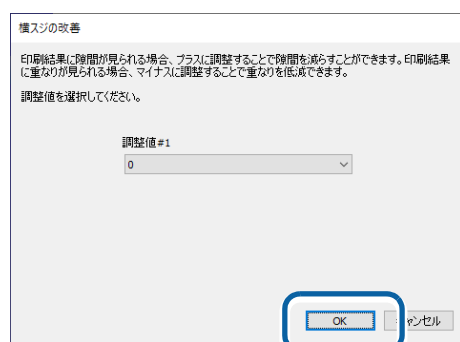 横スジの改善
印刷結果に隙間が見られる場合、プラスに調整することで隙間を減らすことができます。印刷結果
に重なりが見られる場合、マイナスに調整することで重なりを低減できます。
調整値を選択してください。
調整値#1
0
OK
キャンセル